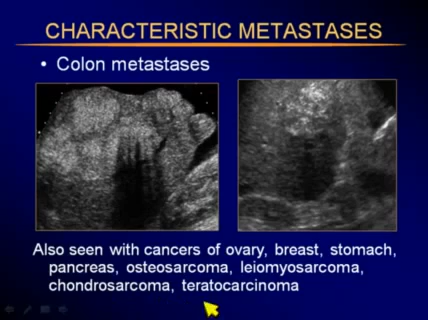 CHARACTERISTIC METASTASES
• Colon metastases
Also seen with cancers of ovary, breast, stomach,
pancreas, osteosarcoma, leiomyosarcoma,
chondrosarcoma, teratocarcinoma